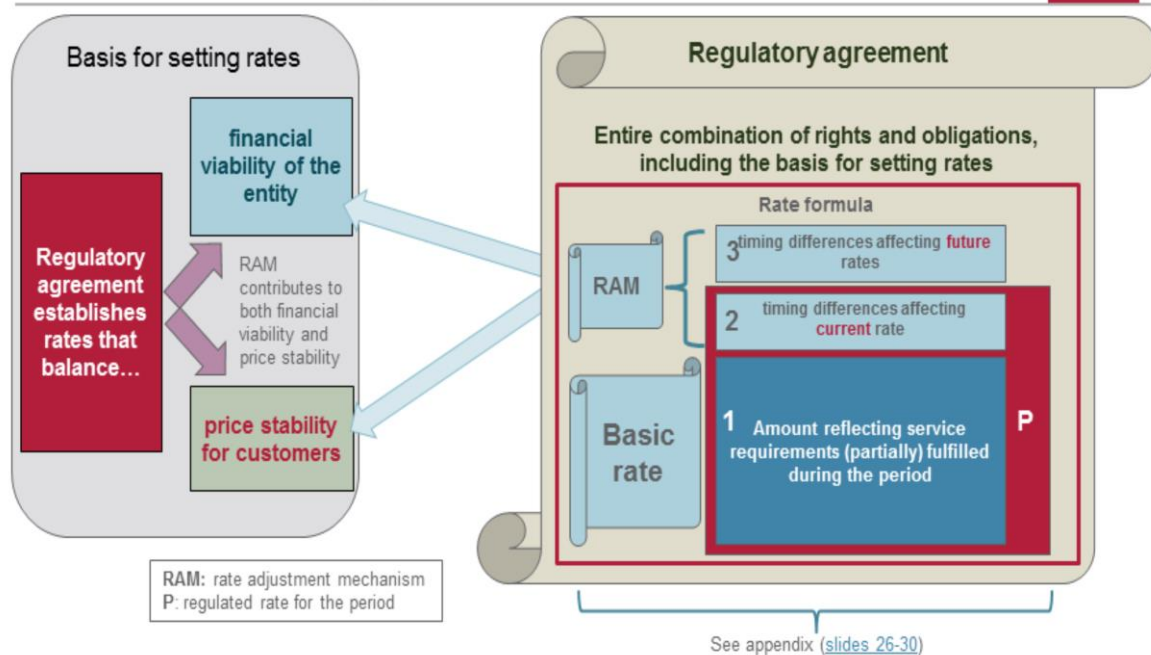 Basis for setting rates
financial
viability of the
entity
Regulatory
agreement
establishes
rates that
balance…
RAM
contributes to
both financial
viability and
price stability
price stability
for customers
RAM: rate adjustment mechanism
P: regulated rate for the period
Regulatory agreement
Entire combination of rights and obligations,
including the basis for setting rates
Rate formula
RAM
3 timing differences affecting future
rates
2 timing differences affecting
current rate
Basic
rate
1 Amount reflecting service
requirements (partially) fulfilled
during the period
P
See appendix (slides 26-30)